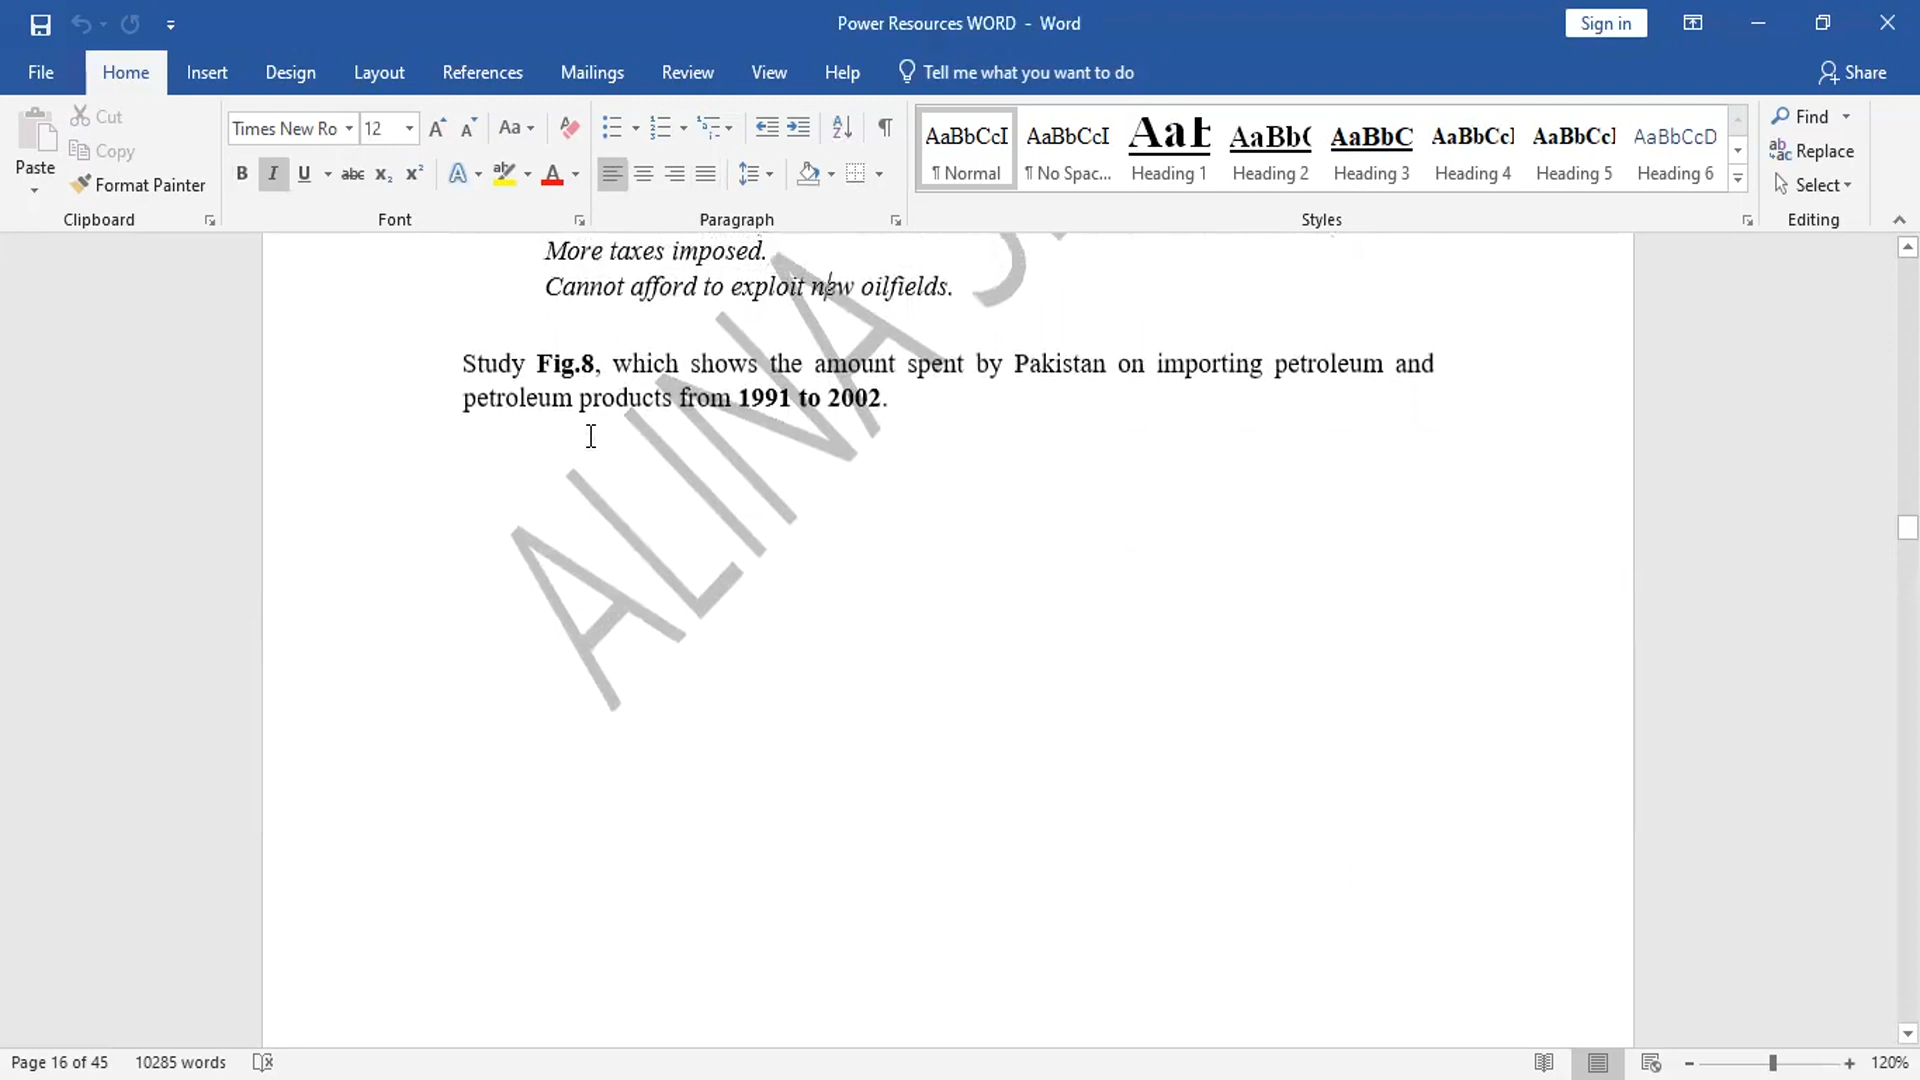 Power Resources WORD - Word
Sign in
File Home Insert Design Layout References Mailings Review View Help Tell me what you want to do Share
Paste
Cut
Copy
Format Painter
Clipboard
Times New Ro 12
Font
Paragraph
AaBbCcI AaBbCcI AaB AaBb( AaBbC AaBbCcl AaBbCcl AaBbCcD
¶ Normal ¶ No Spac... Heading 1 Heading 2 Heading 3 Heading 4 Heading 5 Heading 6
Styles
Find
Replace
Select
Editing
More taxes imposed.
Cannot afford to exploit new oilfields.
Study Fig.8, which shows the amount spent by Pakistan on importing petroleum and
petroleum products from 1991 to 2002.
ALINA S
Page 16 of 45 10285 words 120%